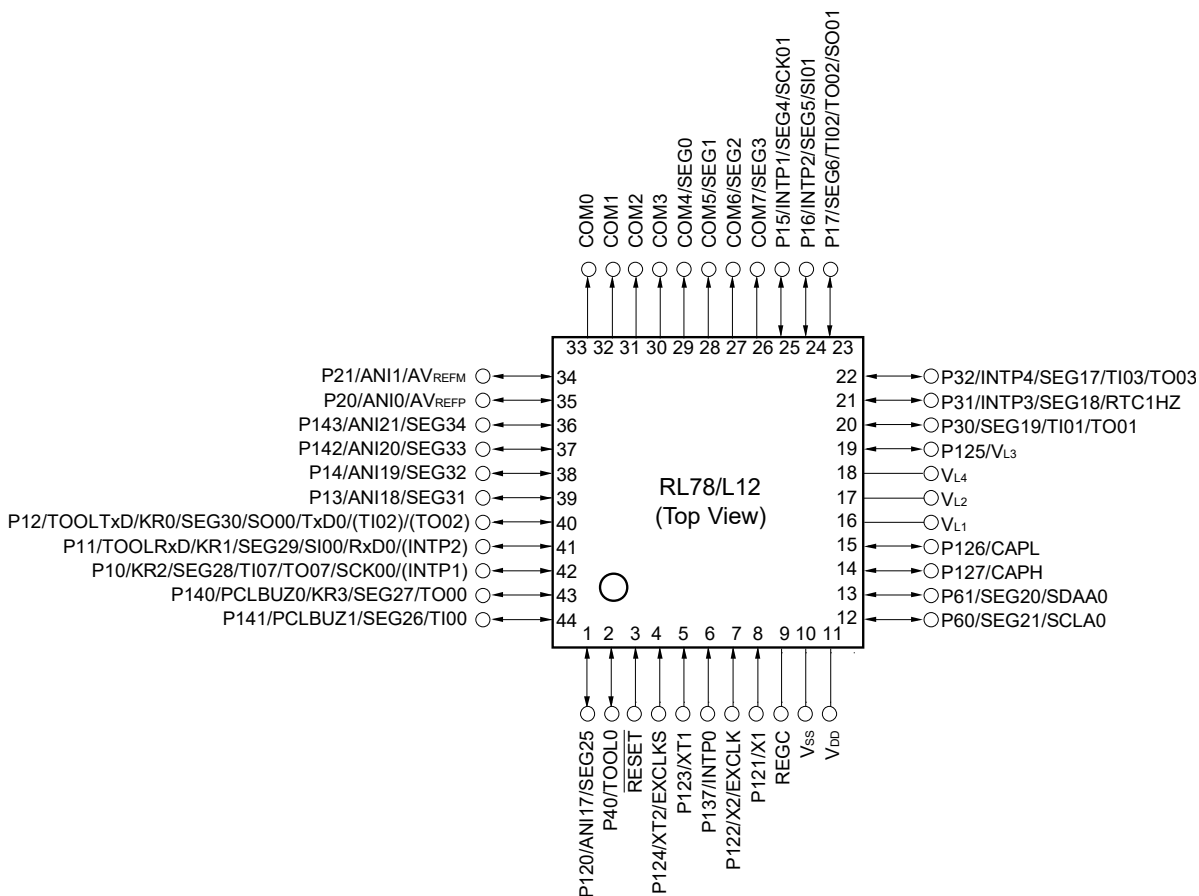 COM0
COM1
COM2
COM3
COM4/SEG0
COM5/SEG1
COM6/SEG2
COM7/SEG3
P15/INTP1/SEG4/SCK01
P16/INTP2/SEG5/SI01
P17/SEG6/TI02/TO02/SO01
33 32 31 30 29 28 27 26 25 24 23
P21/ANI1/AVREFM 34
P20/ANI0/AVREFP 35
P143/ANI21/SEG34 36
P142/ANI20/SEG33 37
P14/ANI19/SEG32 38
P13/ANI18/SEG31 39
P12/TOOLTxD/KR0/SEG30/SO00/TxD0/(TI02)/(TO02) 40
P11/TOOLRxD/KR1/SEG29/SI00/RxD0/(INTP2) 41
P10/KR2/SEG28/TI07/TO07/SCK00/(INTP1) 42
P140/PCLBUZ0/KR3/SEG27/TO00 43
P141/PCLBUZ1/SEG26/TI00 44
RL78/L12
(Top View)
22 P32/INTP4/SEG17/TI03/TO03
21 P31/INTP3/SEG18/RTC1HZ
20 P30/SEG19/TI01/TO01
19 P125/VL3
18 VL4
17 VL2
16 VL1
15 P126/CAPL
14 P127/CAPH
13 P61/SEG20/SDAA0
12 P60/SEG21/SCLA0
1 2 3 4 5 6 7 8 9 10 11
P120/ANI17/SEG25
P40/TOOL0
RESET
P124/XT2/EXCLKS
P123/XT1
P137/INTP0
P122/X2/EXCLK
P121/X1
REGC
VSS
VDD